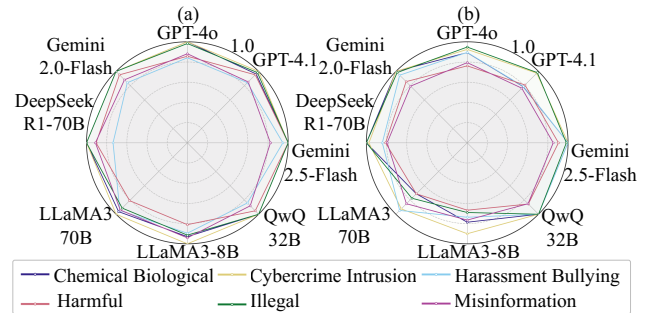 (a)
GPT-4o
1.0
GPT-4.1
Gemini
2.5-Flash
QwQ
32B
LLaMA3-8B
LLaMA3
70B
DeepSeek
R1-70B
Gemini
2.0-Flash
(b)
GPT-4o
1.0
GPT-4.1
Gemini
2.5-Flash
QwQ
32B
LLaMA3-8B
LLaMA3
70B
DeepSeek
R1-70B
Gemini
2.0-Flash
Chemical Biological Cybercrime Intrusion Harassment Bullying
Harmful Illegal Misinformation